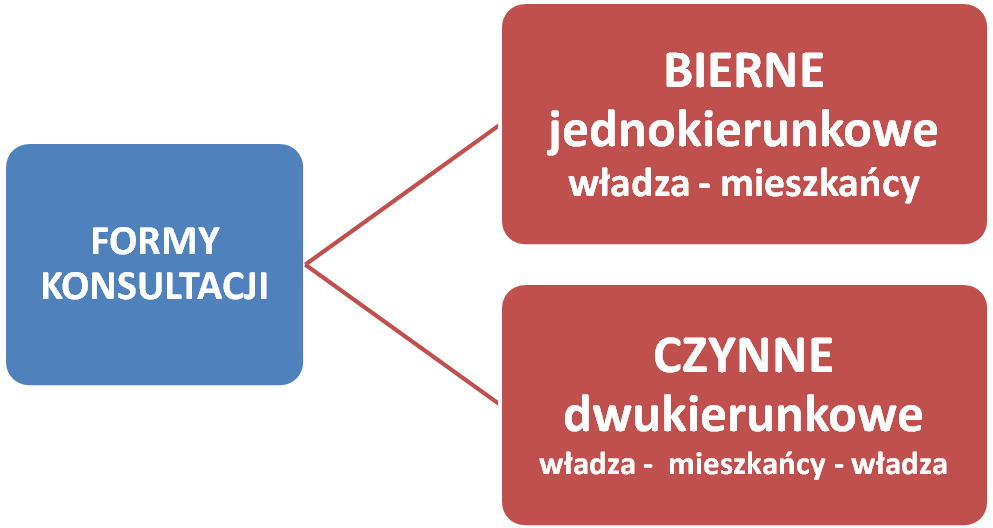 FORMY
KONSULTACJI
BIERNE
jednokierunkowe
władza - mieszkańcy
CZYNNE
dwukierunkowe
władza -  mieszkańcy - władza